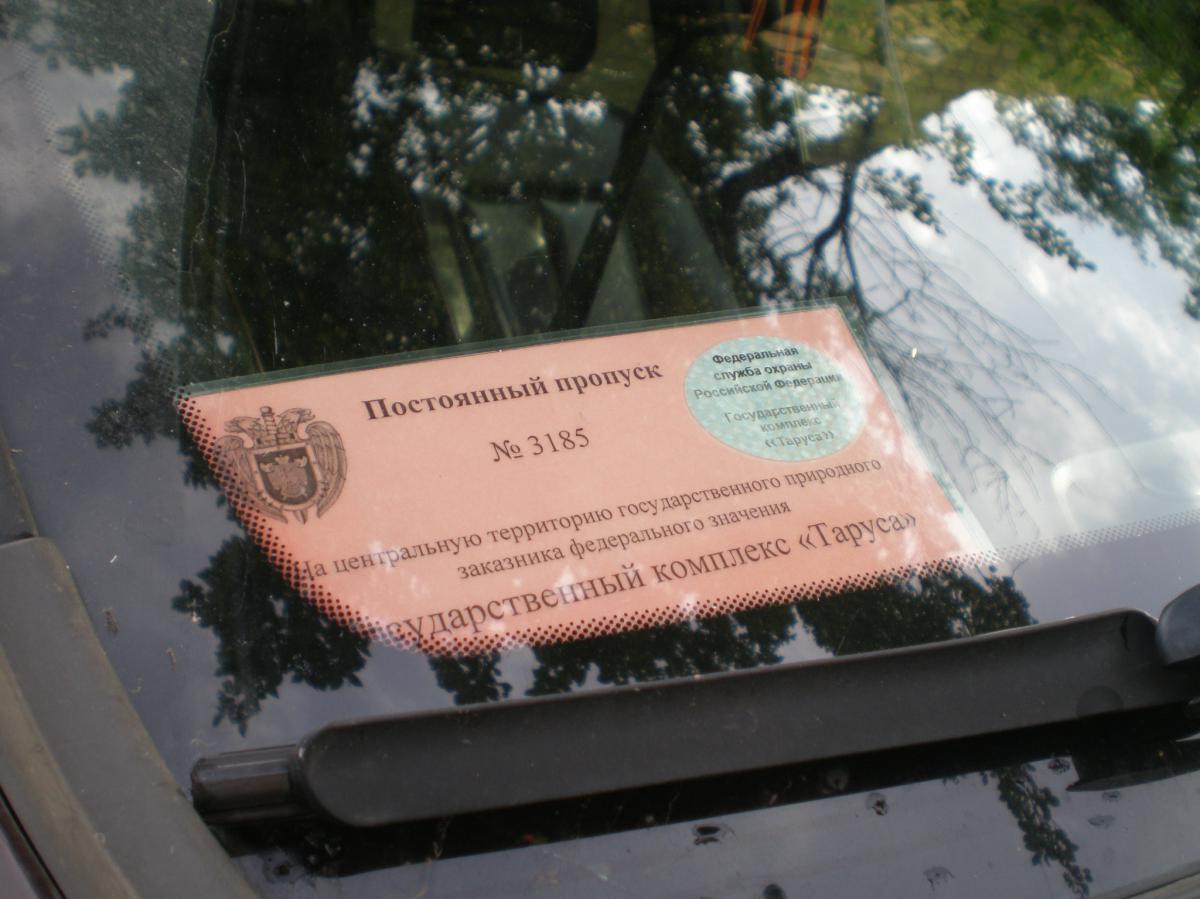 Постоянный пропуск
№ 3185
Федеральная
служба охраны
Российской Федерации
Государственный
комплекс
«Таруса»
На центральную территорию государственного природного
заказника федерального значения
сударственный комплекс «Таруса»